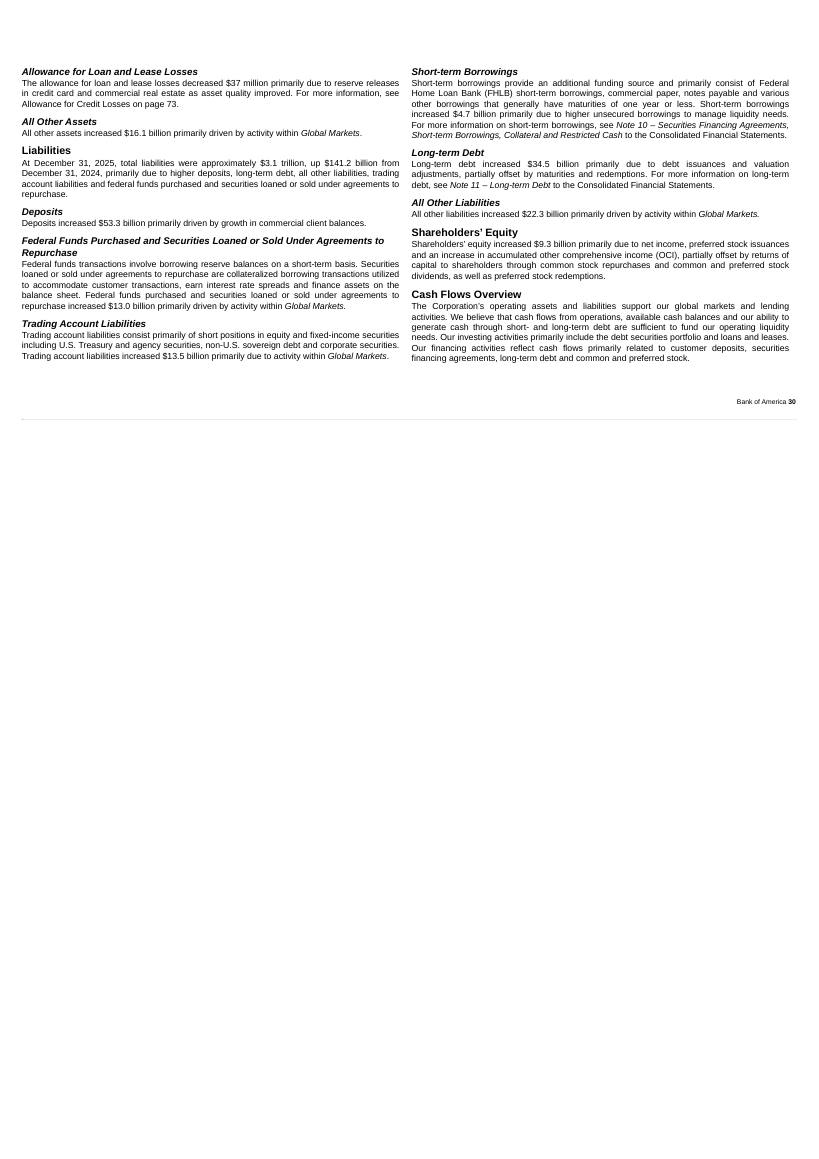 Allowance for Loan and Lease Losses
The allowance for loan and lease losses decreased $37 million primarily due to reserve releases
in credit card and commercial real estate as asset quality improved. For more information, see
Allowance for Credit Losses on page 73.
All Other Assets
All other assets increased $16.1 billion primarily driven by activity within Global Markets.
Liabilities
At December 31, 2025, total liabilities were approximately $3.1 trillion, up $141.2 billion from
December 31, 2024, primarily due to higher deposits, long-term debt, all other liabilities, trading
account liabilities and federal funds purchased and securities loaned or sold under agreements to
repurchase.
Deposits
Deposits increased $53.3 billion primarily driven by growth in commercial client balances.
Federal Funds Purchased and Securities Loaned or Sold Under Agreements to
Repurchase
Federal funds transactions involve borrowing reserve balances on a short-term basis. Securities
loaned or sold under agreements to repurchase are collateralized borrowing transactions utilized
to accommodate customer transactions, earn interest rate spreads and finance assets on the
balance sheet. Federal funds purchased and securities loaned or sold under agreements to
repurchase increased $13.0 billion primarily driven by activity within Global Markets.
Trading Account Liabilities
Trading account liabilities consist primarily of short positions in equity and fixed-income securities
including U.S. Treasury and agency securities, non-U.S. sovereign debt and corporate securities.
Trading account liabilities increased $13.5 billion primarily due to activity within Global Markets.
Short-term Borrowings
Short-term borrowings provide an additional funding source and primarily consist of Federal
Home Loan Bank (FHLB) short-term borrowings, commercial paper, notes payable and various
other borrowings that generally have maturities of one year or less. Short-term borrowings
increased $4.7 billion primarily due to higher unsecured borrowings to manage liquidity needs.
For more information on short-term borrowings, see Note 10 – Securities Financing Agreements,
Short-term Borrowings, Collateral and Restricted Cash to the Consolidated Financial Statements.
Long-term Debt
Long-term debt increased $34.5 billion primarily due to debt issuances and valuation
adjustments, partially offset by maturities and redemptions. For more information on long-term
debt, see Note 11 – Long-term Debt to the Consolidated Financial Statements.
All Other Liabilities
All other liabilities increased $22.3 billion primarily driven by activity within Global Markets.
Shareholders' Equity
Shareholders' equity increased $9.3 billion primarily due to net income, preferred stock issuances
and an increase in accumulated other comprehensive income (OCI), partially offset by returns of
capital to shareholders through common stock repurchases and common and preferred stock
dividends, as well as preferred stock redemptions.
Cash Flows Overview
The Corporation's operating assets and liabilities support our global markets and lending
activities. We believe that cash flows from operations, available cash balances and our ability to
generate cash through short- and long-term debt are sufficient to fund our operating liquidity
needs. Our investing activities primarily include the debt securities portfolio and loans and leases.
Our financing activities reflect cash flows primarily related to customer deposits, securities
financing agreements, long-term debt and common and preferred stock.
Bank of America 30